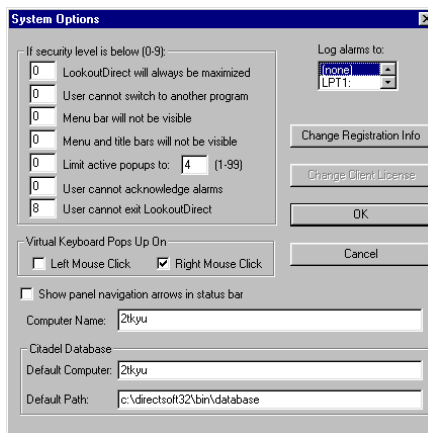 System Options
If security level is below (0-9):
0 LookoutDirect will always be maximized
0 User cannot switch to another program
0 Menu bar will not be visible
0 Menu and title bars will not be visible
0 Limit active popups to: 4 (1-99)
0 User cannot acknowledge alarms
8 User cannot exit LookoutDirect
Log alarms to:
(none)
LPT1:
Change Registration Info
Change Client License
OK
Cancel
Virtual Keyboard Pops Up On
Left Mouse Click Right Mouse Click
Show panel navigation arrows in status bar
Computer Name: 2tkyu
Citadel Database
Default Computer: 2tkyu
Default Path: c:\directsoft32\bin\database